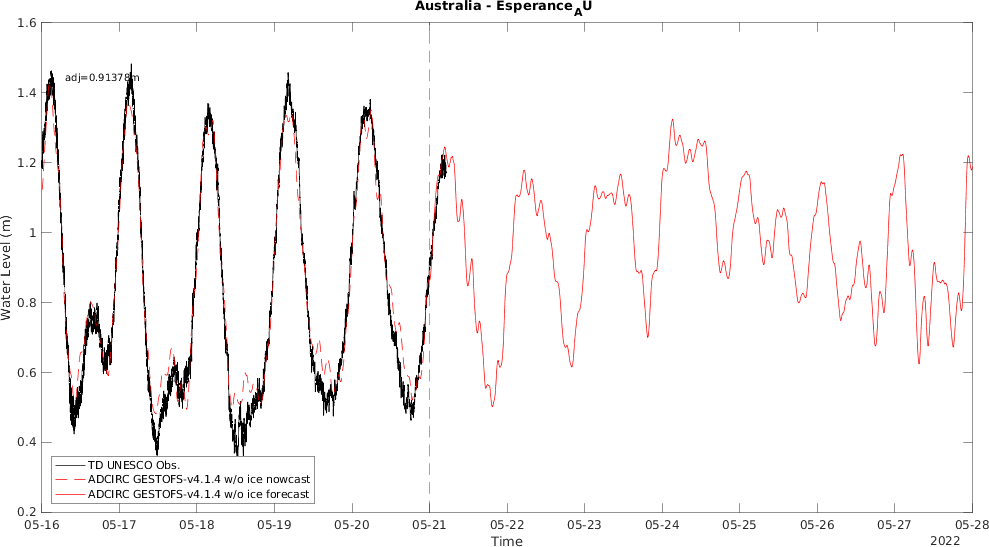 Australia - Esperance_AU
adj=0.91378m
Water Level (m)
1.6
1.4
1.2
1
0.8
0.6
0.4
0.2
TD UNESCO Obs.
ADCIRC GESTOFS-v4.1.4 w/o ice nowcast
ADCIRC GESTOFS-v4.1.4 w/o ice forecast
05-16 05-17 05-18 05-19 05-20 05-21 05-22 05-23 05-24 05-25 05-26 05-27 05-28
Time
2022